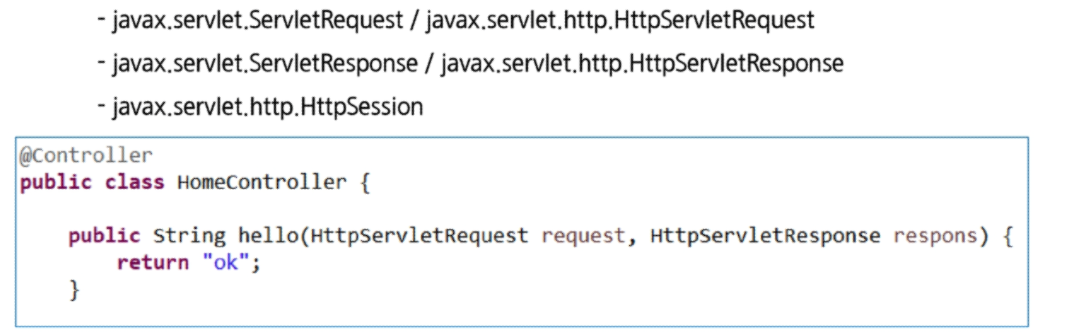 - javax.servlet.ServletRequest / javax.servlet.http.HttpServletRequest
- javax.servlet.ServletResponse / javax.servlet.http.HttpServletResponse
- javax.servlet.http.HttpSession
@Controller
public class HomeController {
public String hello(HttpServletRequest request, HttpServletResponse respons) {
return "ok";
}